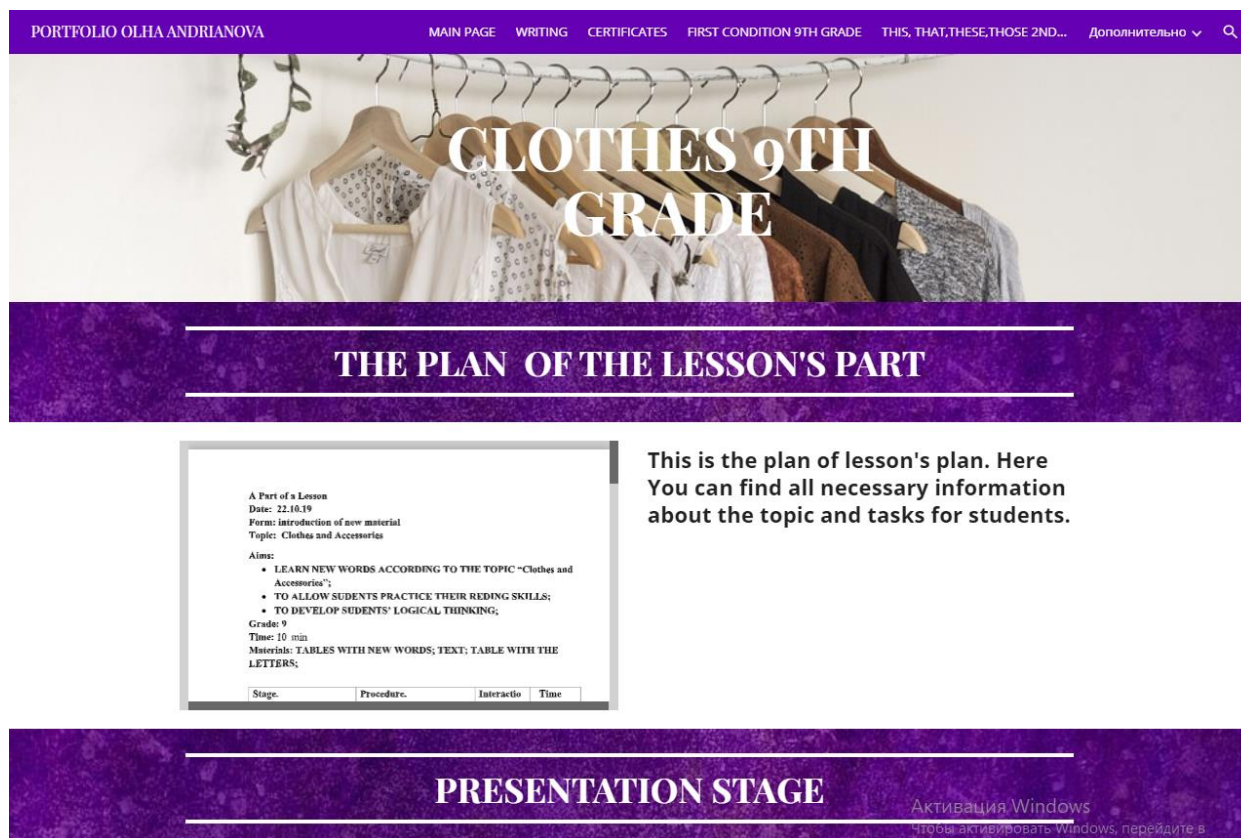 PORTFOLIO OLHA ANDRIANOVA
MAIN PAGE WRITING CERTIFICATES FIRST CONDITION 9TH GRADE THIS, THAT,THESE,THOSE 2ND... Дополнительно
CLOTHES 9TH
GRADE
THE PLAN OF THE LESSON'S PART
A Part of a Lesson
Date: 22.10.19
Form: introduction of new material
Topic: Clothes and Accessories
Aims:
• LEARN NEW WORDS ACCORDING TO THE TOPIC “Clothes and
Accessories”;
• TO ALLOW SUDENTS PRACTICE THEIR REDING SKILLS;
• TO DEVELOP SUDENTS’ LOGICAL THINKING;
Grade: 9
Time: 10 min
Materials: TABLES WITH NEW WORDS; TEXT; TABLE WITH THE
LETTERS;
Stage. Procedure. Interactio Time
This is the plan of lesson's plan. Here
You can find all necessary information
about the topic and tasks for students.
PRESENTATION STAGE
Активация Windows
Чтобы активировать Windows, перейдите в